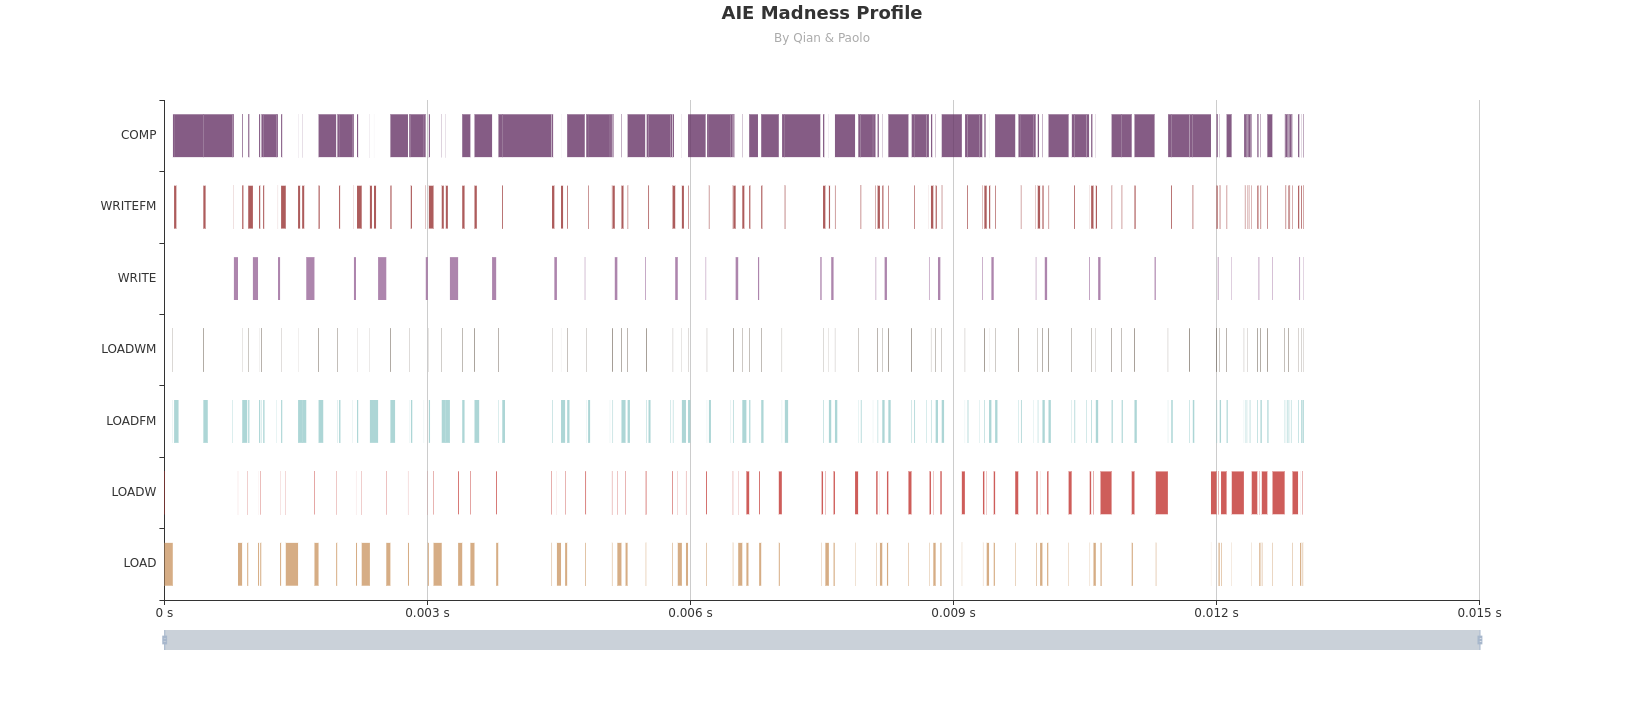 AIE Madness Profile
By Qian & Paolo
COMP
WRITEFM
WRITE
LOADWM
LOADFM
LOADW
LOAD
0 s
0.003 s
0.006 s
0.009 s
0.012 s
0.015 s